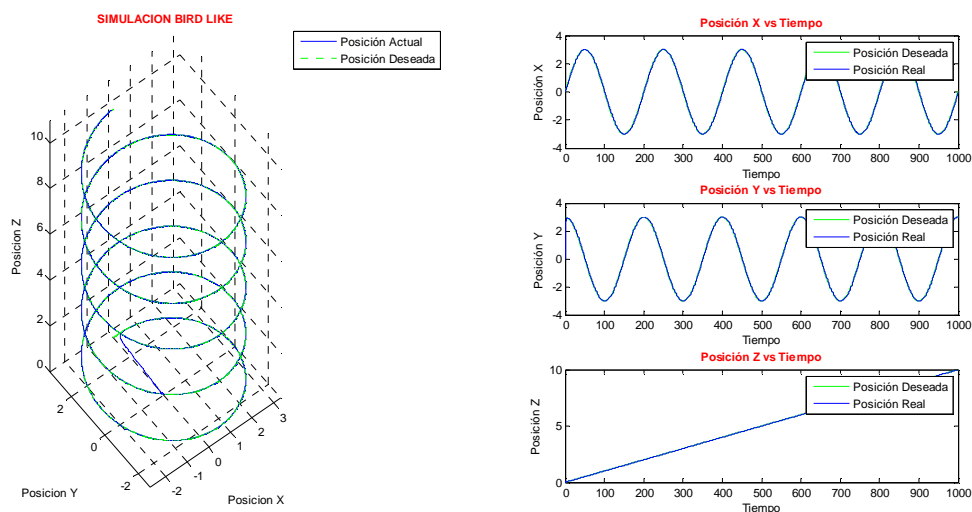 SIMULACION BIRD LIKE
Posición Actual
Posición Deseada
10
8
6
4
2
0
Posicion Z
2
0
-2
Posicion Y
-2
-1
0
1
2
3
Posicion X
Posición X vs Tiempo
4
2
0
-2
-4
Posición X
Posición Deseada
Posición Real
0 100 200 300 400 500 600 700 800 900 1000
Tiempo
Posición Y vs Tiempo
4
2
0
-2
-4
Posición Y
Posición Deseada
Posición Real
0 100 200 300 400 500 600 700 800 900 1000
Tiempo
Posición Z vs Tiempo
10
5
0
Posición Z
Posición Deseada
Posición Real
0 100 200 300 400 500 600 700 800 900 1000
Tiempo